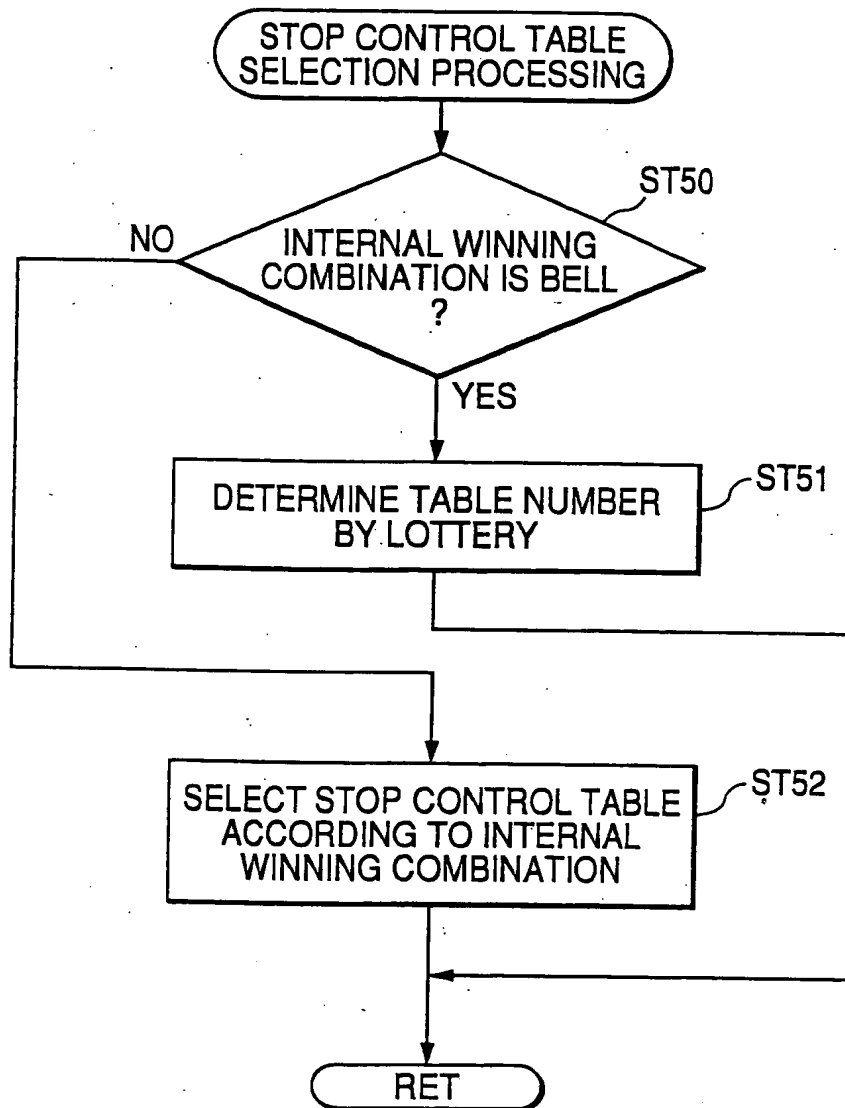 STOP CONTROL TABLE
SELECTION PROCESSING
ST50
NO
INTERNAL WINNING
COMBINATION IS BELL
?
YES
ST51
DETERMINE TABLE NUMBER
BY LOTTERY
ST52
SELECT STOP CONTROL TABLE
ACCORDING TO INTERNAL
WINNING COMBINATION
RET